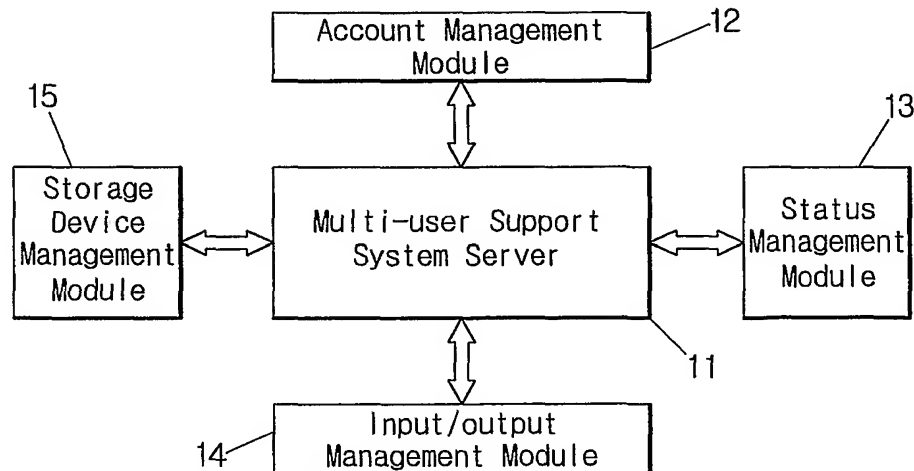 Account Management
Module
12
15
13
Storage
Device
Management
Module
Multi-user Support
System Server
Status
Management
Module
11
Input/output
Management Module
14